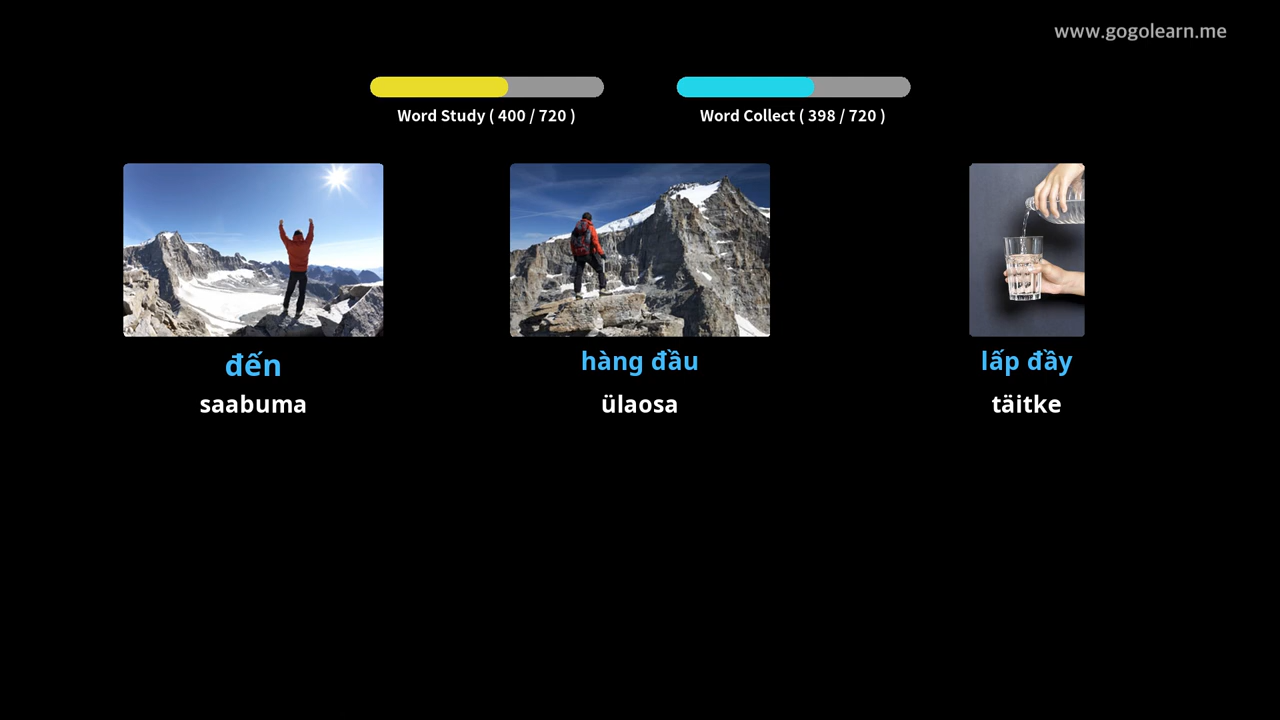 www.gogolearn.me
Word Study ( 400 / 720 )
Word Collect ( 398 / 720 )
đến
saabuma
hàng đầu
ülaosa
lấp đầy
täitke